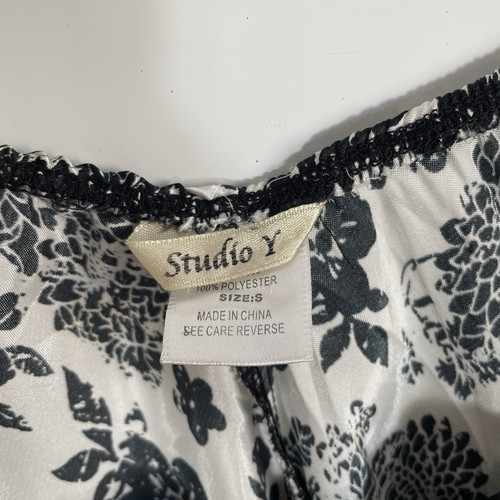 Studio Y
100% POLYESTER
SIZE:S
MADE IN CHINA
SEE CARE REVERSE